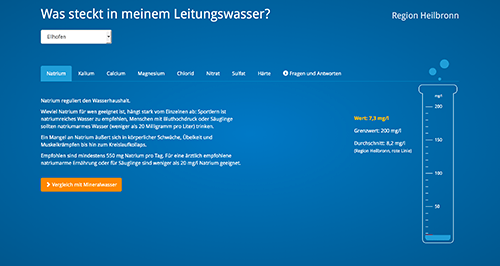 Was steckt in meinem Leitungswasser?
Region Heilbronn
Ellhofen
Natrium Kalium Calcium Magnesium Chlorid Nitrat Sulfat Härte Fragen und Antworten
Natrium reguliert den Wasserhaushalt.
Wieviel Natrium für wen geeignet ist, hängt stark vom Einzelnen ab: Sportlern ist
natriumreiches Wasser zu empfehlen, Menschen mit Bluthochdruck oder Säuglinge
sollten natriumarmes Wasser (weniger als 20 Milligramm pro Liter) trinken.
Ein Mangel an Natrium äußert sich in körperlicher Schwäche, Übelkeit und
Muskelkrämpfen bis hin zum Kreislaufkollaps.
Empfohlen sind mindestens 550 mg Natrium pro Tag. Für eine ärztlich empfohlene
natriumarme Ernährung oder für Säuglinge sind weniger als 20 mg/l Natrium geeignet.
Vergleich mit Mineralwasser
Wert: 7,3 mg/l
Grenzwert: 200 mg/l
Durchschnitt: 8,2 mg/l
(Region Heilbronn, rote Linie)
mg/l
200
150
100
50